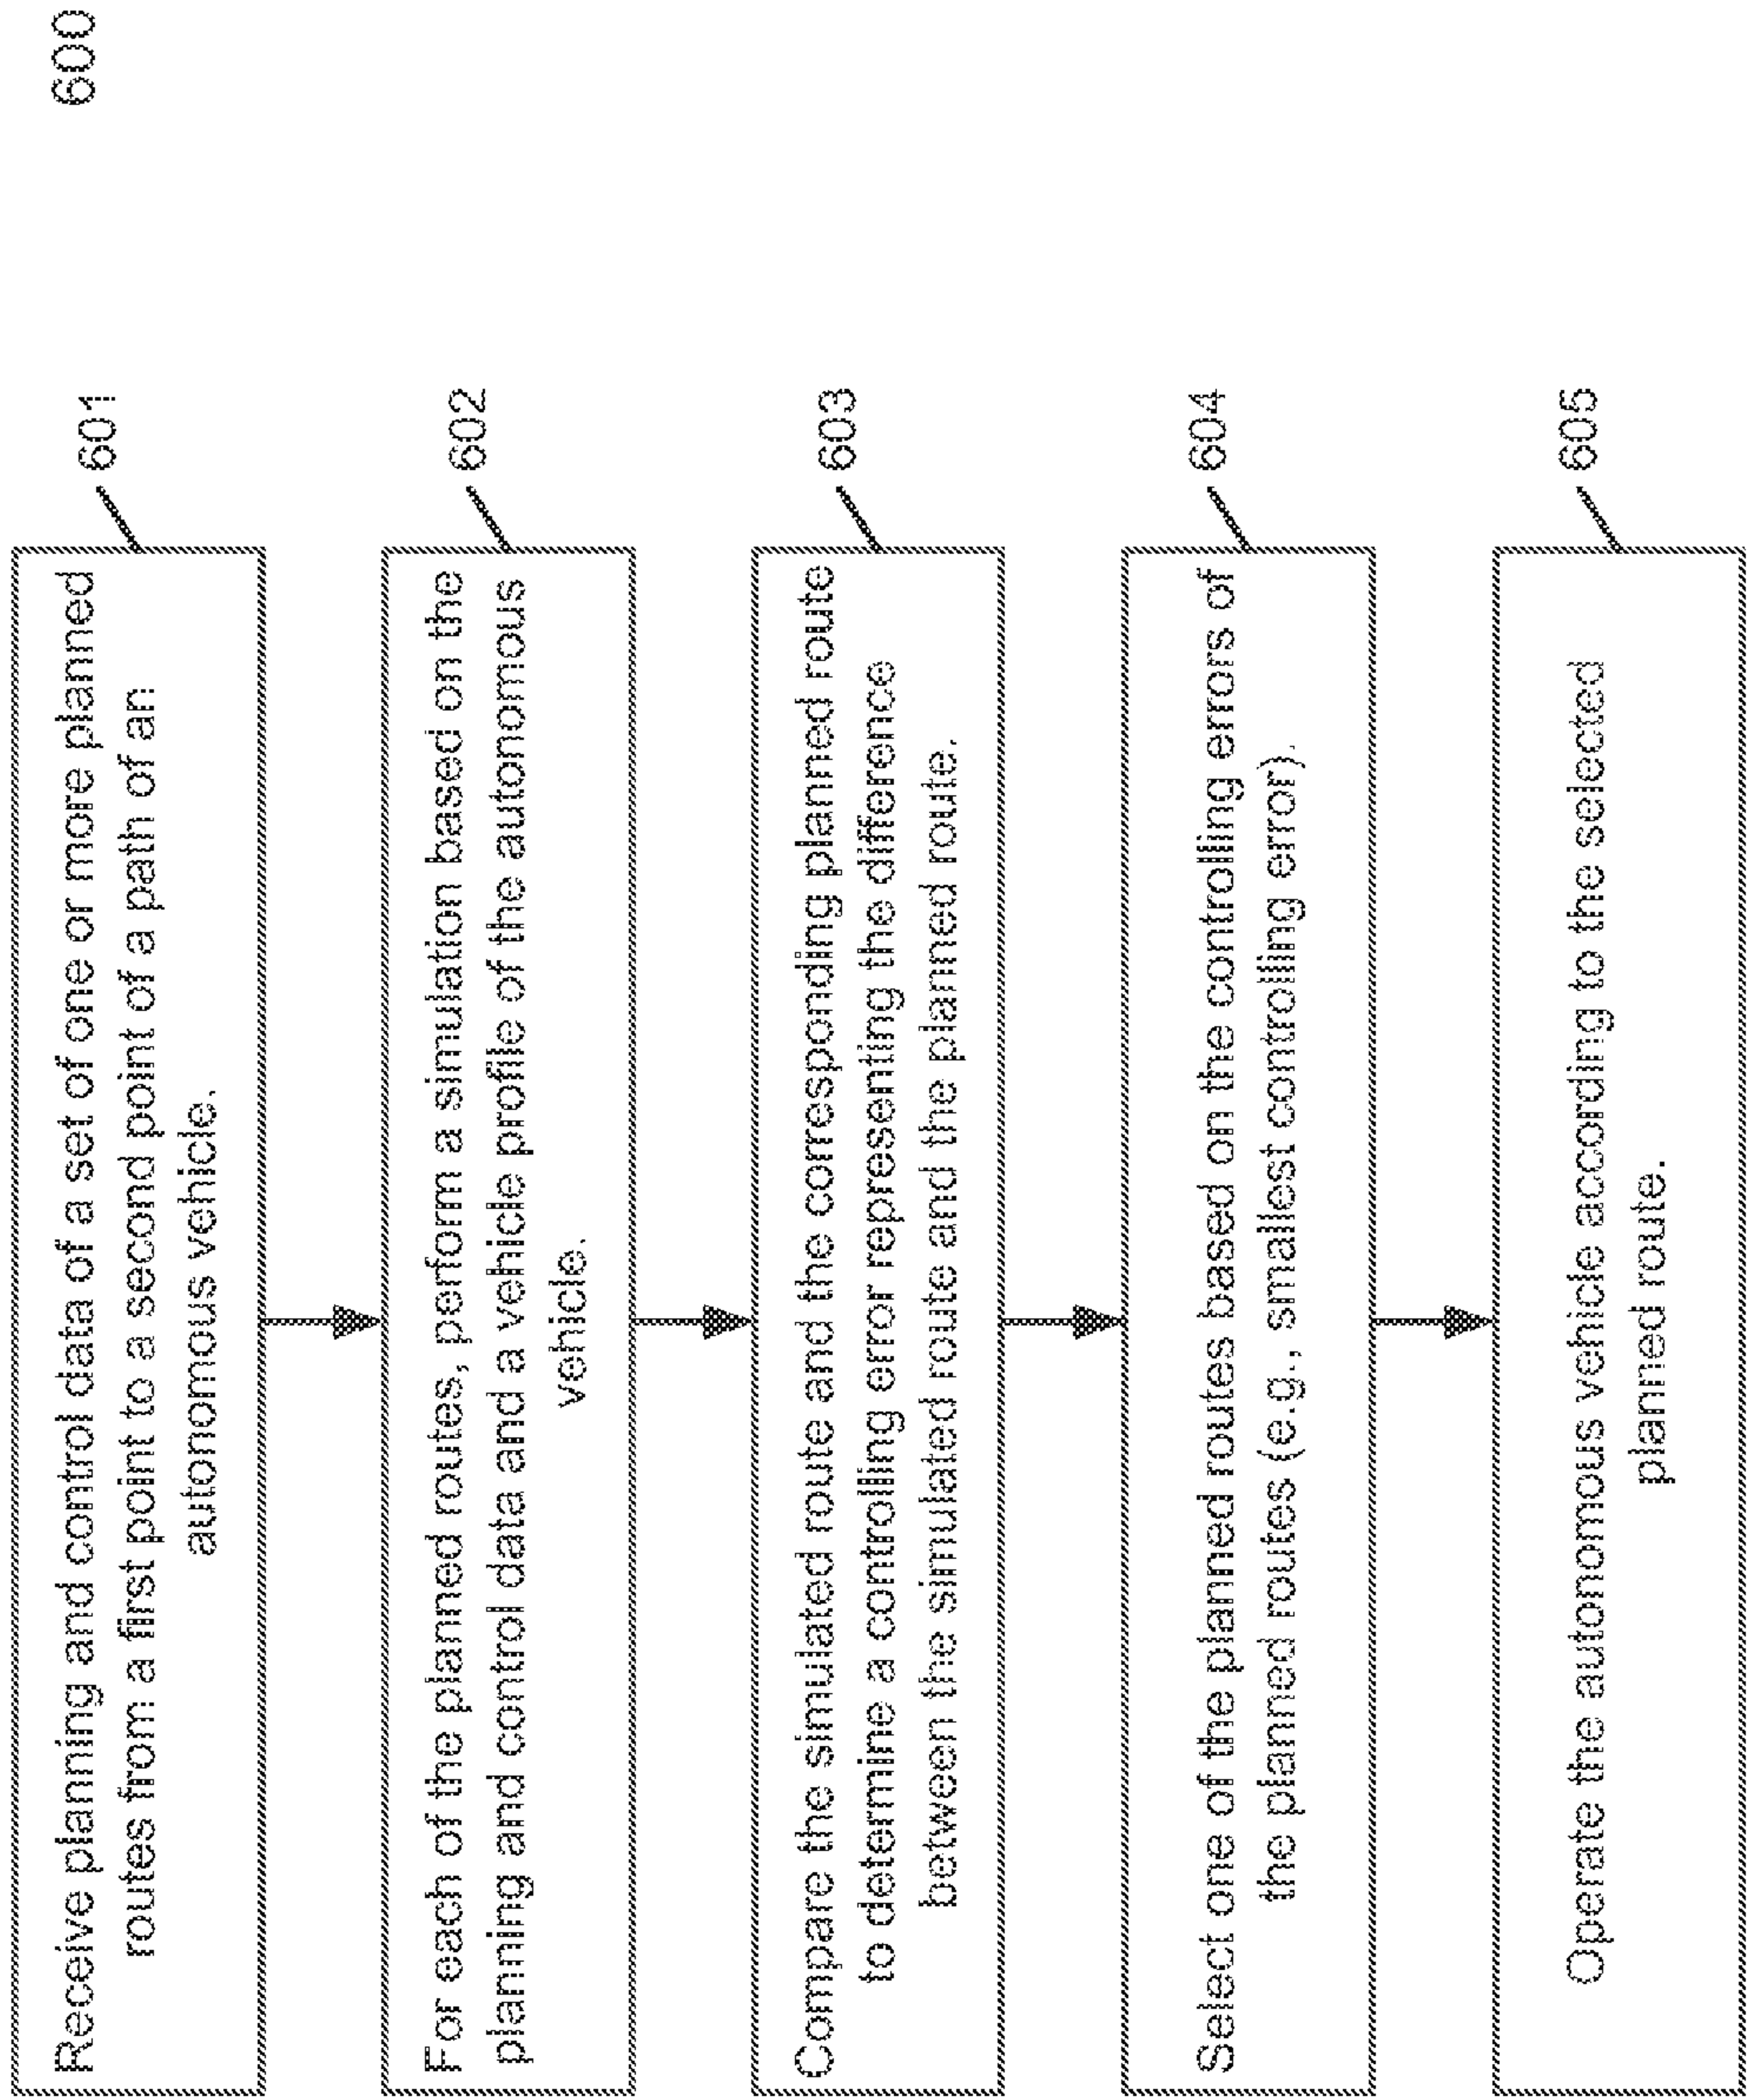 600
Receive planning and control data of a set of one or more planned
routes from a first point to a second point of a path of an
autonomous vehicle.
601
For each of the planned routes, perform a simulation based on the
planning and control data and a vehicle profile of the autonomous
vehicle.
602
Compare the simulated route and the corresponding planned route
to determine a controlling error representing the difference
between the simulated route and the planned route.
603
Select one of the planned routes based on the controlling errors of
the planned routes (e.g., smallest controlling error).
604
Operate the autonomous vehicle according to the selected
planned route.
605